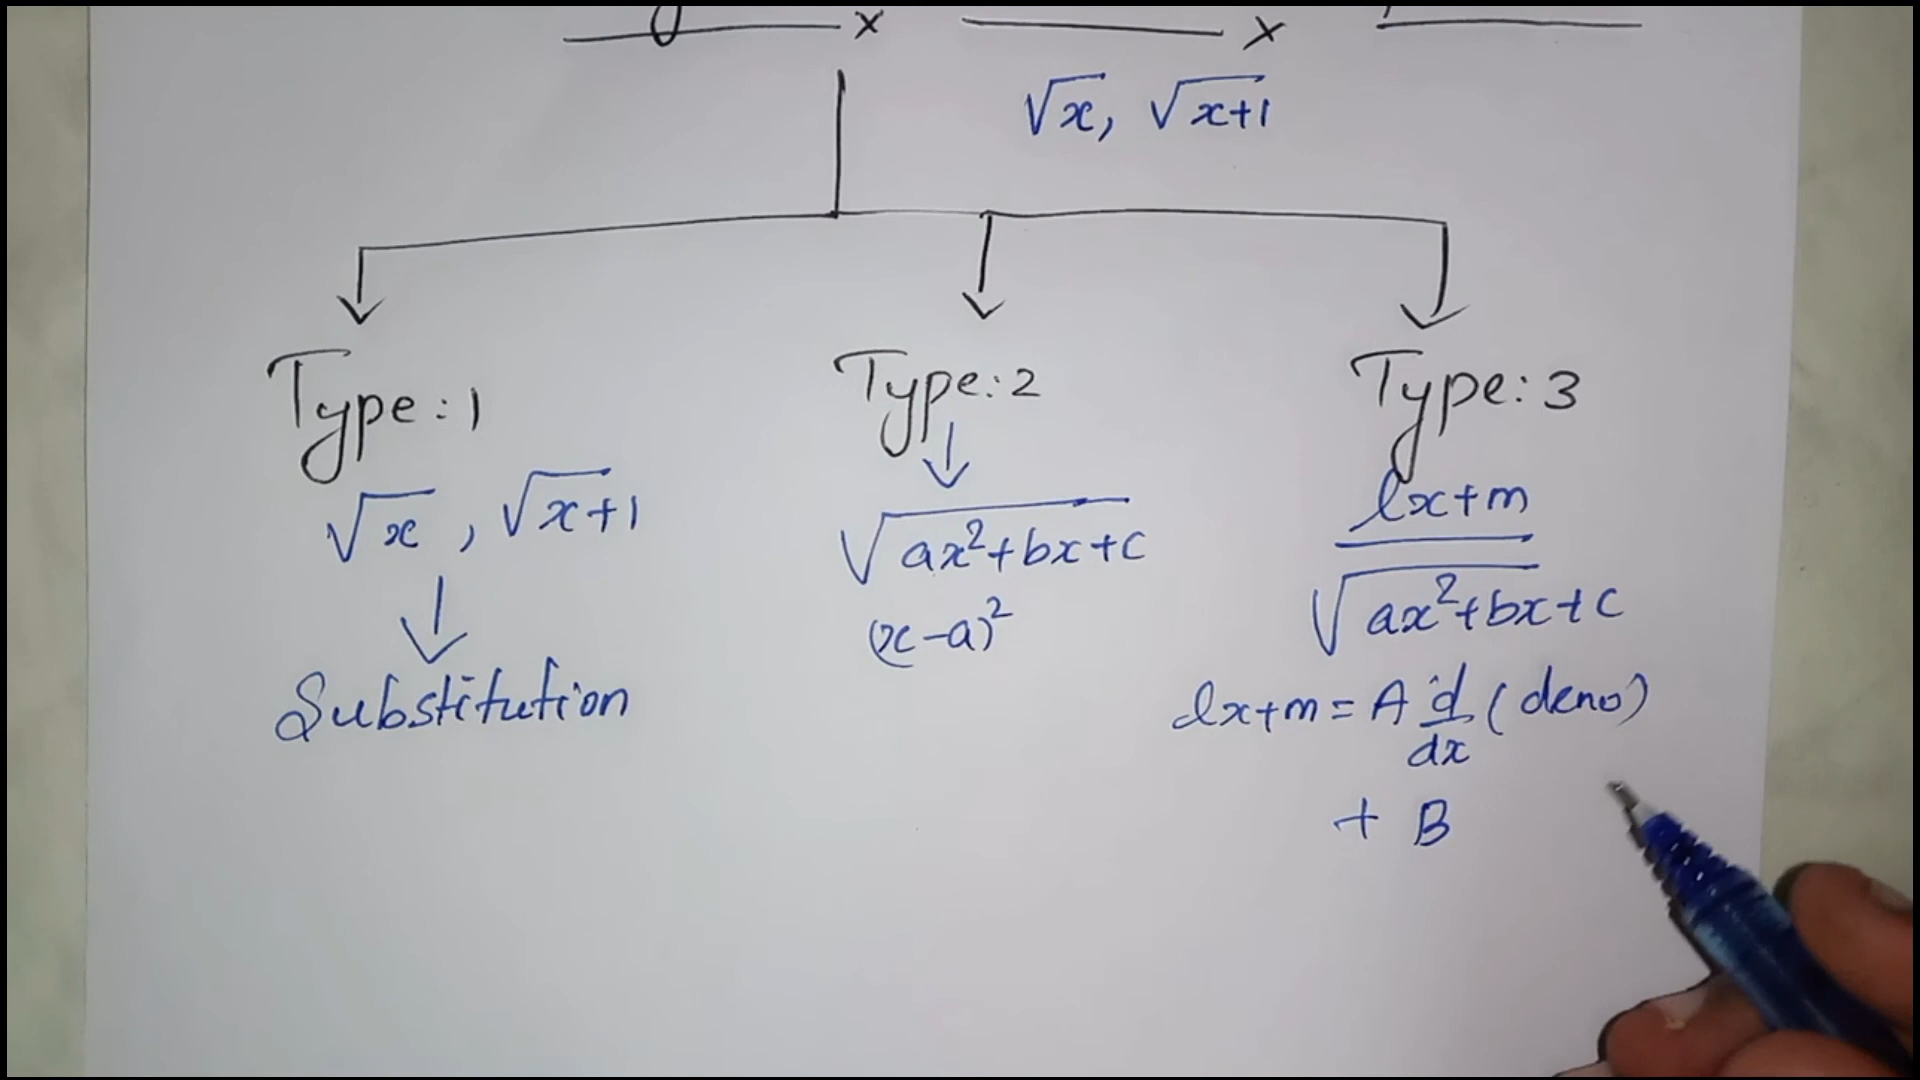 x x
√x, √x+1
Type:1 Type:2 Type:3
√x, √x+1
√ax²+bx+c
lx+m
√ax²+bx+c
(x-a)²
Substitution
lx+m = A d/dx (deno)
+ B